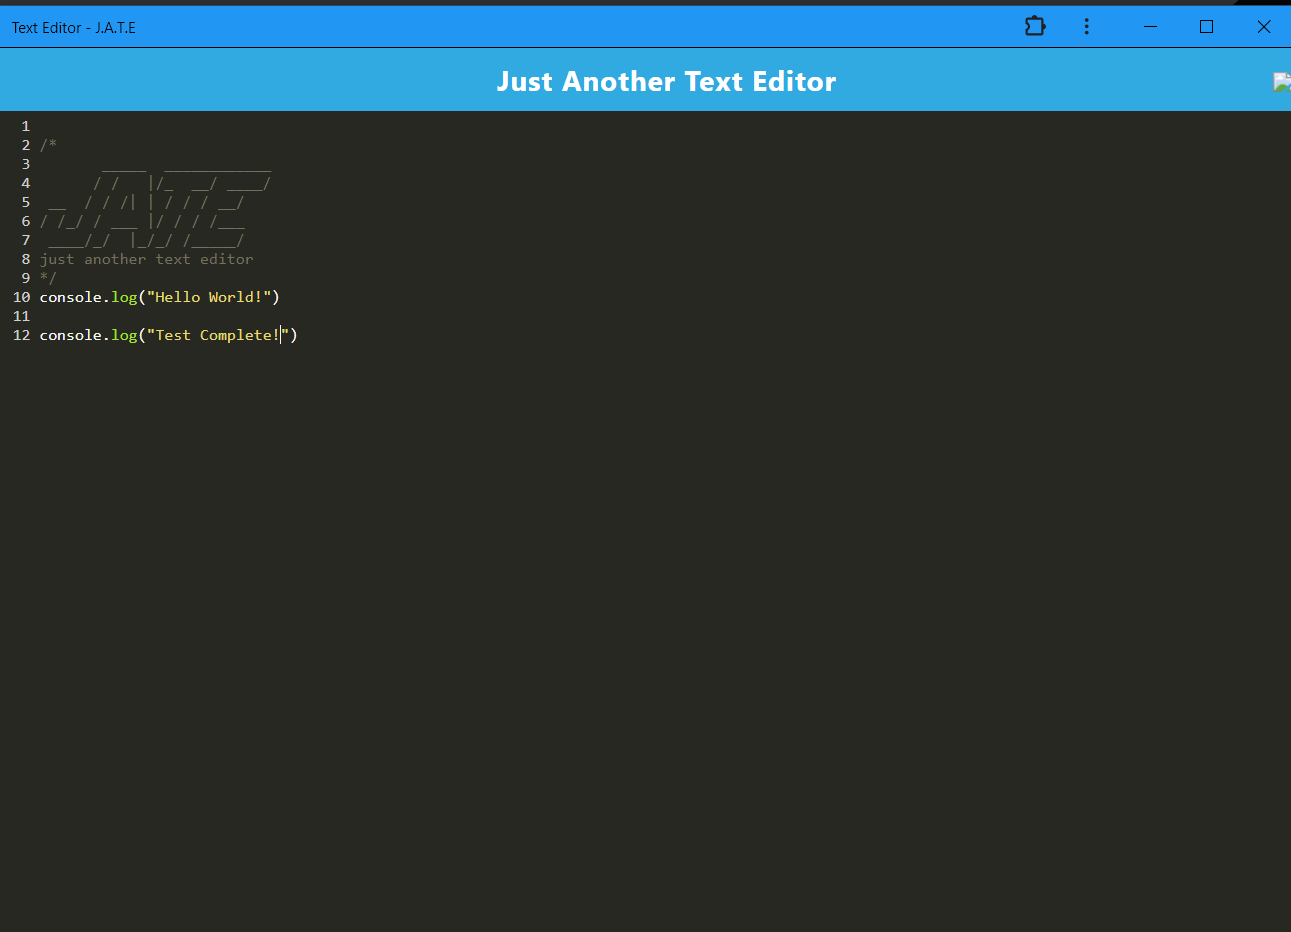 Text Editor - J.A.T.E
Just Another Text Editor
1
2 /*
3        _____  ____________
4       / /   |/_  __/ ____/
5  __  / / /| | / / / __/
6 / /_/ / ___ |/ / / /___
7  ____/_/  |_/_/ /_____/
8 just another text editor
9 */
10 console.log("Hello World!")
11
12 console.log("Test Complete!")